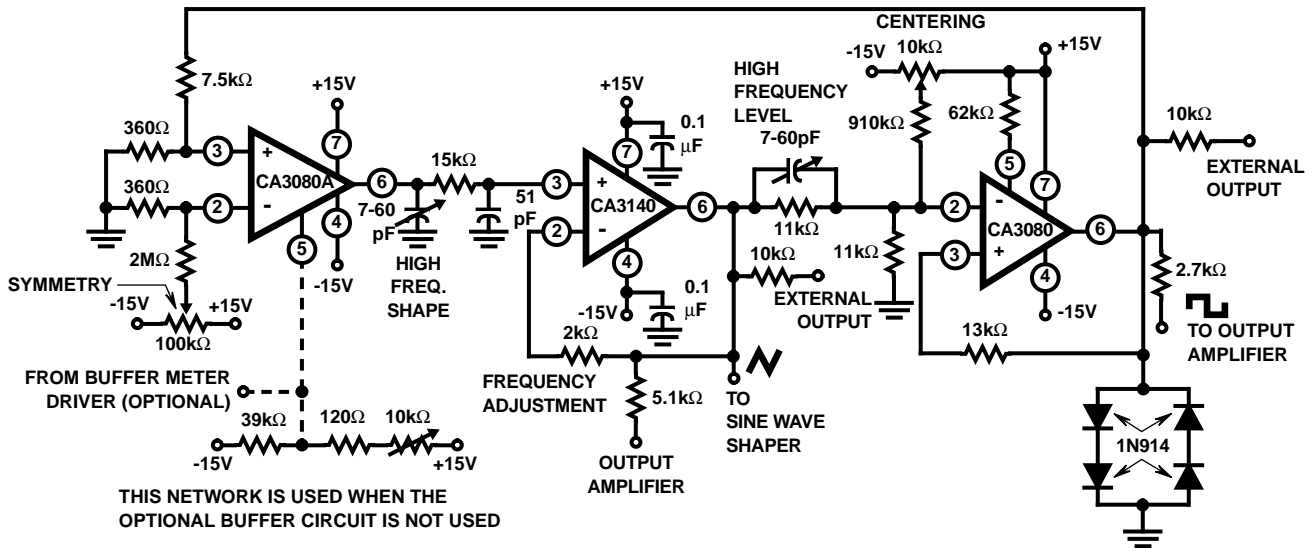 CENTERING
-15V
10kΩ
+15V
7.5kΩ
+15V
+15V
HIGH
FREQUENCY
LEVEL
7-60pF
910kΩ
62kΩ
10kΩ
EXTERNAL
OUTPUT
360Ω
360Ω
3
+
2
-
CA3080A
7
6
4
5
-15V
15kΩ
7-60
pF
HIGH
FREQ.
SHAPE
51
pF
0.1
µF
7
3
+
CA3140
2
-
6
4
-15V
0.1
µF
11kΩ
11kΩ
10kΩ
EXTERNAL
OUTPUT
5
7
2
-
CA3080
3
+
6
4
-15V
2.7kΩ
TO OUTPUT
AMPLIFIER
13kΩ
2MΩ
SYMMETRY
-15V
+15V
100kΩ
FROM BUFFER METER
DRIVER (OPTIONAL)
39kΩ
120Ω
10kΩ
-15V
+15V
THIS NETWORK IS USED WHEN THE
OPTIONAL BUFFER CIRCUIT IS NOT USED
2kΩ
FREQUENCY
ADJUSTMENT
5.1kΩ
OUTPUT
AMPLIFIER
TO
SINE WAVE
SHAPER
1N914